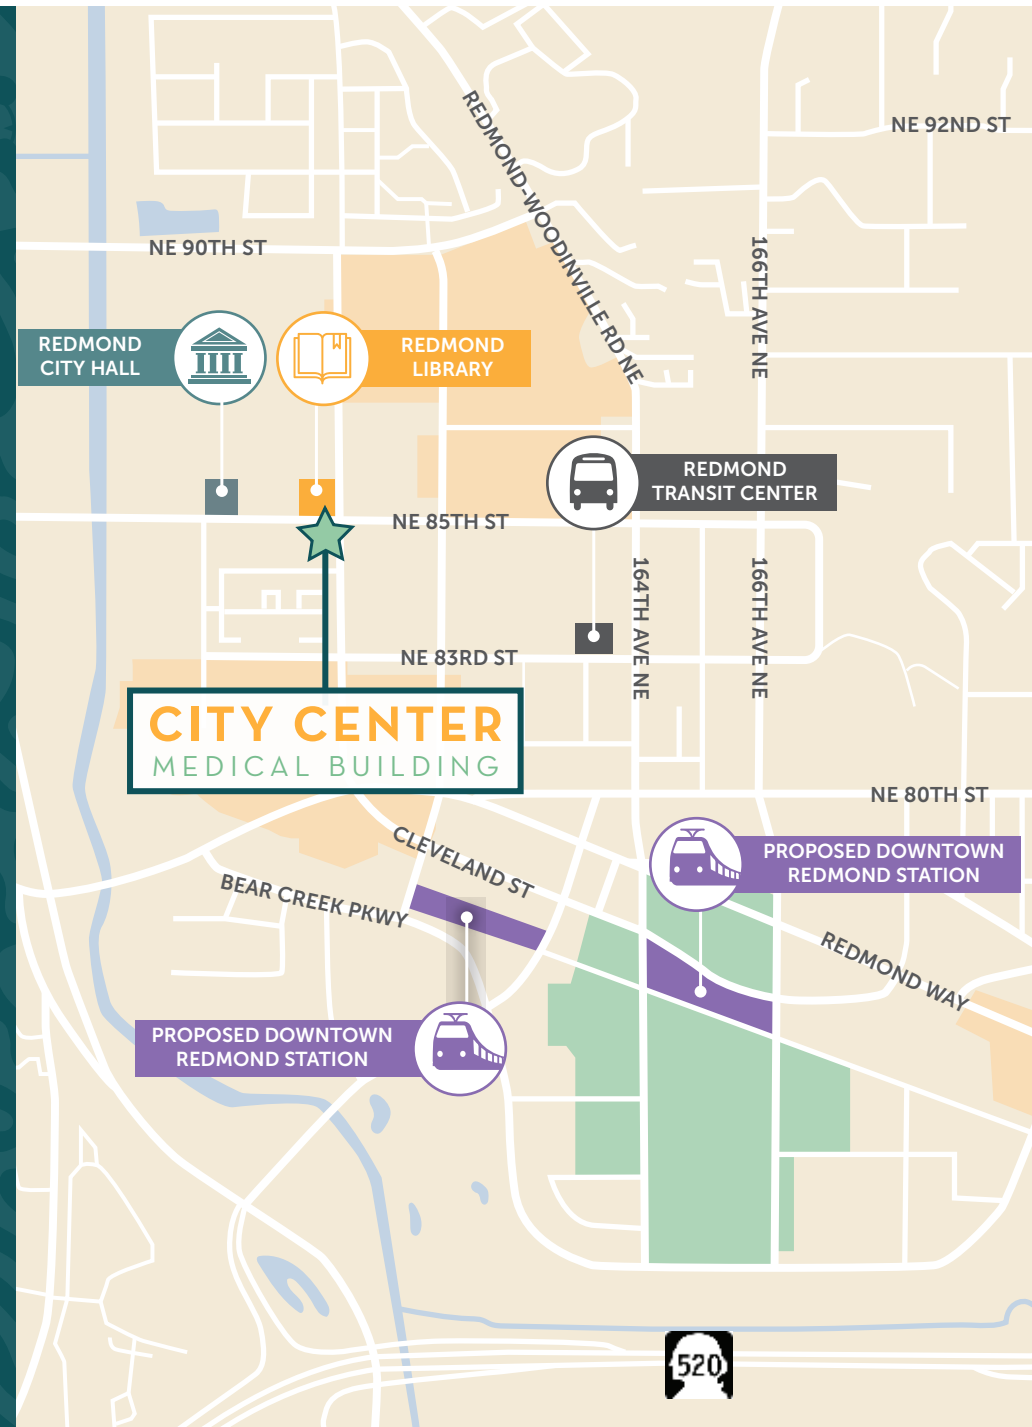 NE 92ND ST
REDMOND-WOODINVILLE RD NE
NE 90TH ST
166TH AVE NE
REDMOND
CITY HALL
REDMOND
LIBRARY
REDMOND
TRANSIT CENTER
NE 85TH ST
164TH AVE NE
166TH AVE NE
NE 83RD ST
CITY CENTER
MEDICAL BUILDING
NE 80TH ST
CLEVELAND ST
PROPOSED DOWNTOWN
REDMOND STATION
BEAR CREEK PKWY
REDMOND WAY
PROPOSED DOWNTOWN
REDMOND STATION
520